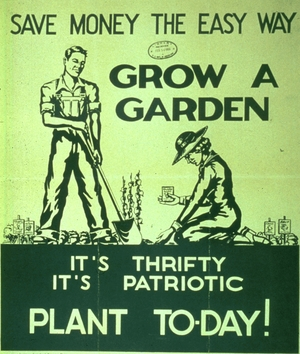 SAVE MONEY THE EASY WAY
GROW A
GARDEN
IT'S THRIFTY
IT'S PATRIOTIC
PLANT TO-DAY!